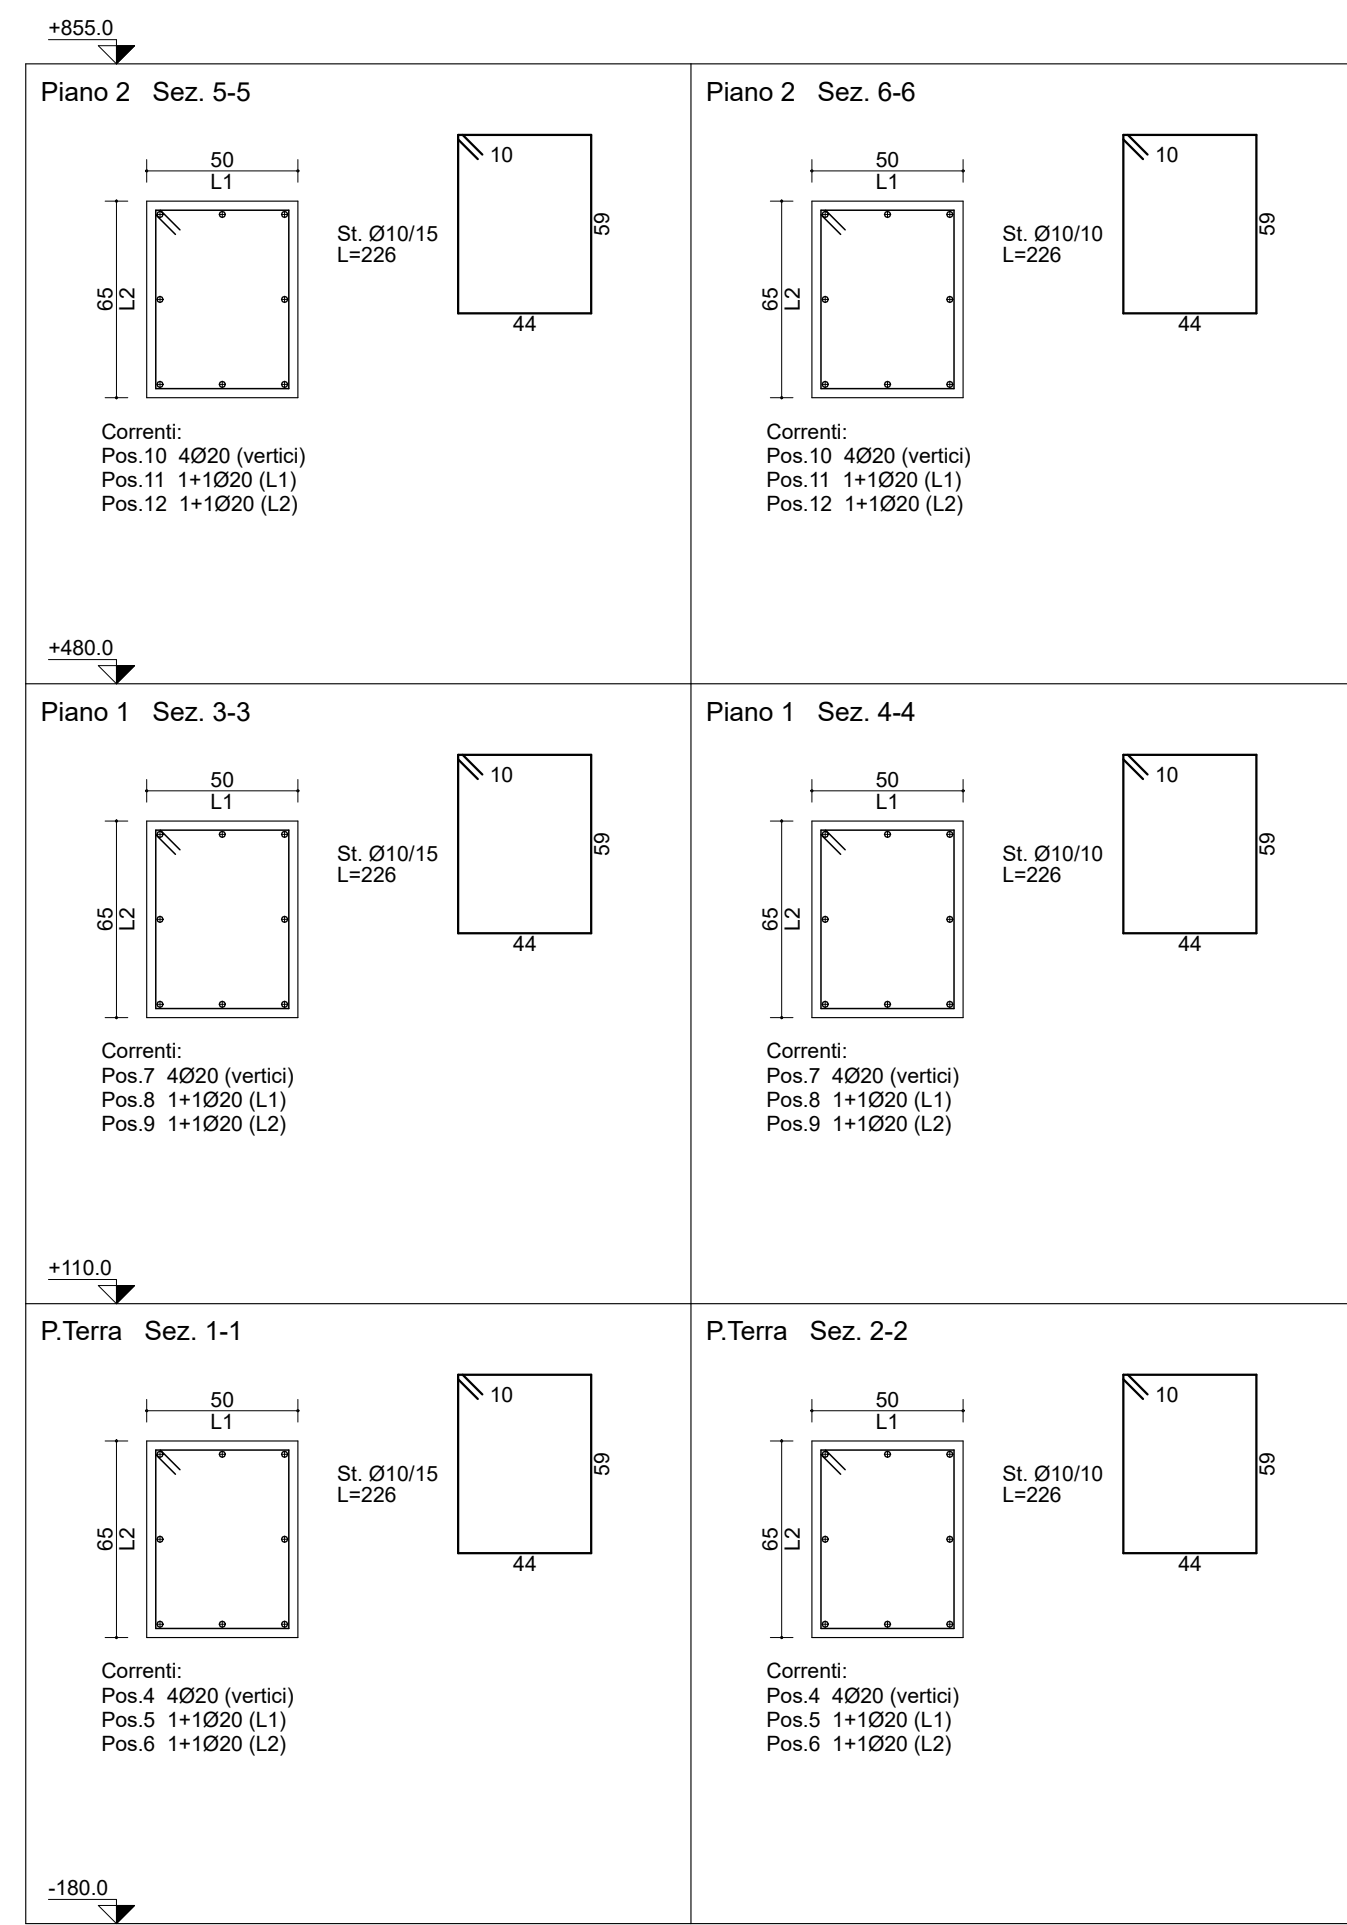 +855.0
Piano 2 Sez. 5-5
50
L1
65
L2
10
St. Ø10/15
L=226
59
44
Correnti:
Pos.10 4Ø20 (vertici)
Pos.11 1+1Ø20 (L1)
Pos.12 1+1Ø20 (L2)
Piano 2 Sez. 6-6
50
L1
65
L2
10
St. Ø10/10
L=226
59
44
Correnti:
Pos.10 4Ø20 (vertici)
Pos.11 1+1Ø20 (L1)
Pos.12 1+1Ø20 (L2)
+480.0
Piano 1 Sez. 3-3
50
L1
65
L2
10
St. Ø10/15
L=226
59
44
Correnti:
Pos.7 4Ø20 (vertici)
Pos.8 1+1Ø20 (L1)
Pos.9 1+1Ø20 (L2)
Piano 1 Sez. 4-4
50
L1
65
L2
10
St. Ø10/10
L=226
59
44
Correnti:
Pos.7 4Ø20 (vertici)
Pos.8 1+1Ø20 (L1)
Pos.9 1+1Ø20 (L2)
+110.0
P.Terra Sez. 1-1
50
L1
65
L2
10
St. Ø10/15
L=226
59
44
Correnti:
Pos.4 4Ø20 (vertici)
Pos.5 1+1Ø20 (L1)
Pos.6 1+1Ø20 (L2)
P.Terra Sez. 2-2
50
L1
65
L2
10
St. Ø10/10
L=226
59
44
Correnti:
Pos.4 4Ø20 (vertici)
Pos.5 1+1Ø20 (L1)
Pos.6 1+1Ø20 (L2)
-180.0